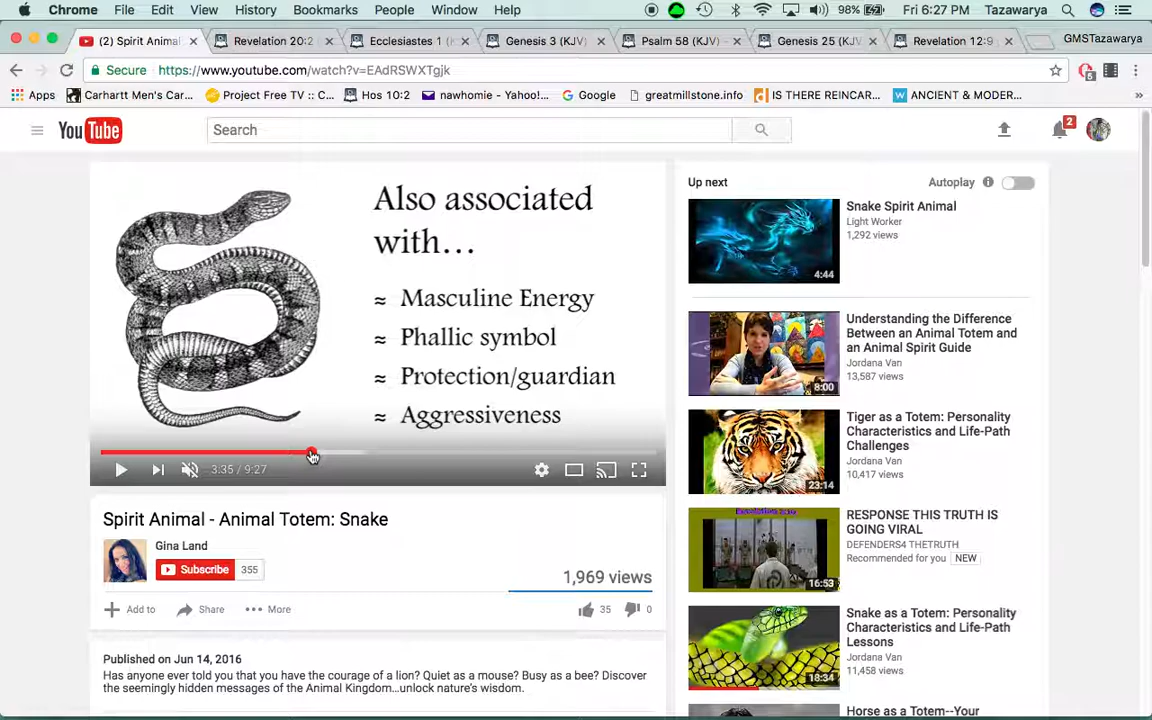 Chrome File Edit View History Bookmarks People Window Help 98% Fri 6:27 PM Tazawarya
(2) Spirit Animal Revelation 20:2 Ecclesiastes 1 ( Genesis 3 (KJV) Psalm 58 (KJV) - Genesis 25 (KJV Revelation 12:9 GMSTazawarya
Secure https://www.youtube.com/watch?v=EAdRSWXTgjk 6
Apps Carhartt Men's Car... Project Free TV :: C... Hos 10:2 nawhomie - Yahoo!... Google greatmillstone.info IS THERE REINCAR... ANCIENT & MODER... »
YouTube Search 2
Also associated
with...
≈ Masculine Energy
≈ Phallic symbol
≈ Protection/guardian
≈ Aggressiveness
3:35 / 9:27
Spirit Animal - Animal Totem: Snake
Gina Land
Subscribe 355
1,969 views
Add to Share More 35 0
Published on Jun 14, 2016
Has anyone ever told you that you have the courage of a lion? Quiet as a mouse? Busy as a bee? Discover
the seemingly hidden messages of the Animal Kingdom...unlock nature's wisdom.
Up next Autoplay
Snake Spirit Animal
Light Worker
1,292 views
4:44
Understanding the Difference
Between an Animal Totem and
an Animal Spirit Guide
Jordana Van
13,587 views
8:00
Tiger as a Totem: Personality
Characteristics and Life-Path
Challenges
Jordana Van
10,417 views
23:14
RESPONSE THIS TRUTH IS
GOING VIRAL
DEFENDERS4 THETRUTH
Recommended for you NEW
16:53
Snake as a Totem: Personality
Characteristics and Life-Path
Lessons
Jordana Van
11,458 views
18:34
Horse as a Totem--Your